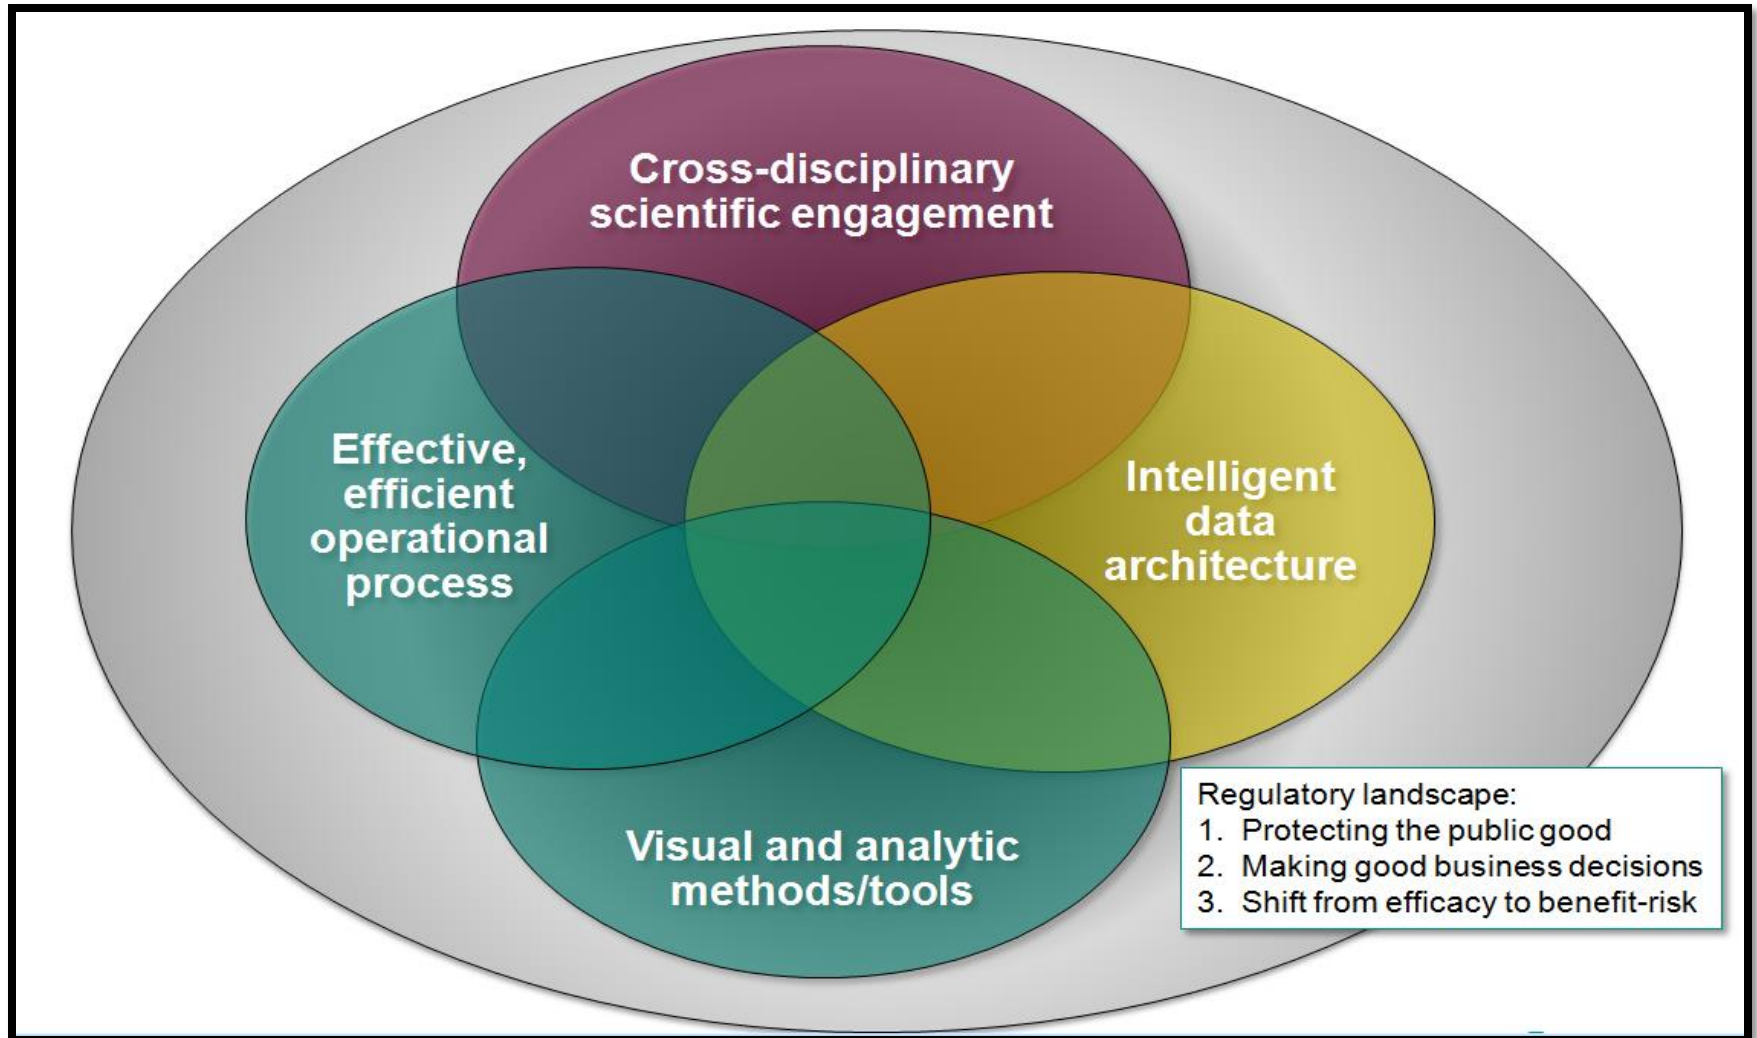 Cross-disciplinary
scientific engagement
Effective,
efficient
operational
process
Intelligent
data
architecture
Visual and analytic
methods/tools
Regulatory landscape:
1. Protecting the public good
2. Making good business decisions
3. Shift from efficacy to benefit-risk